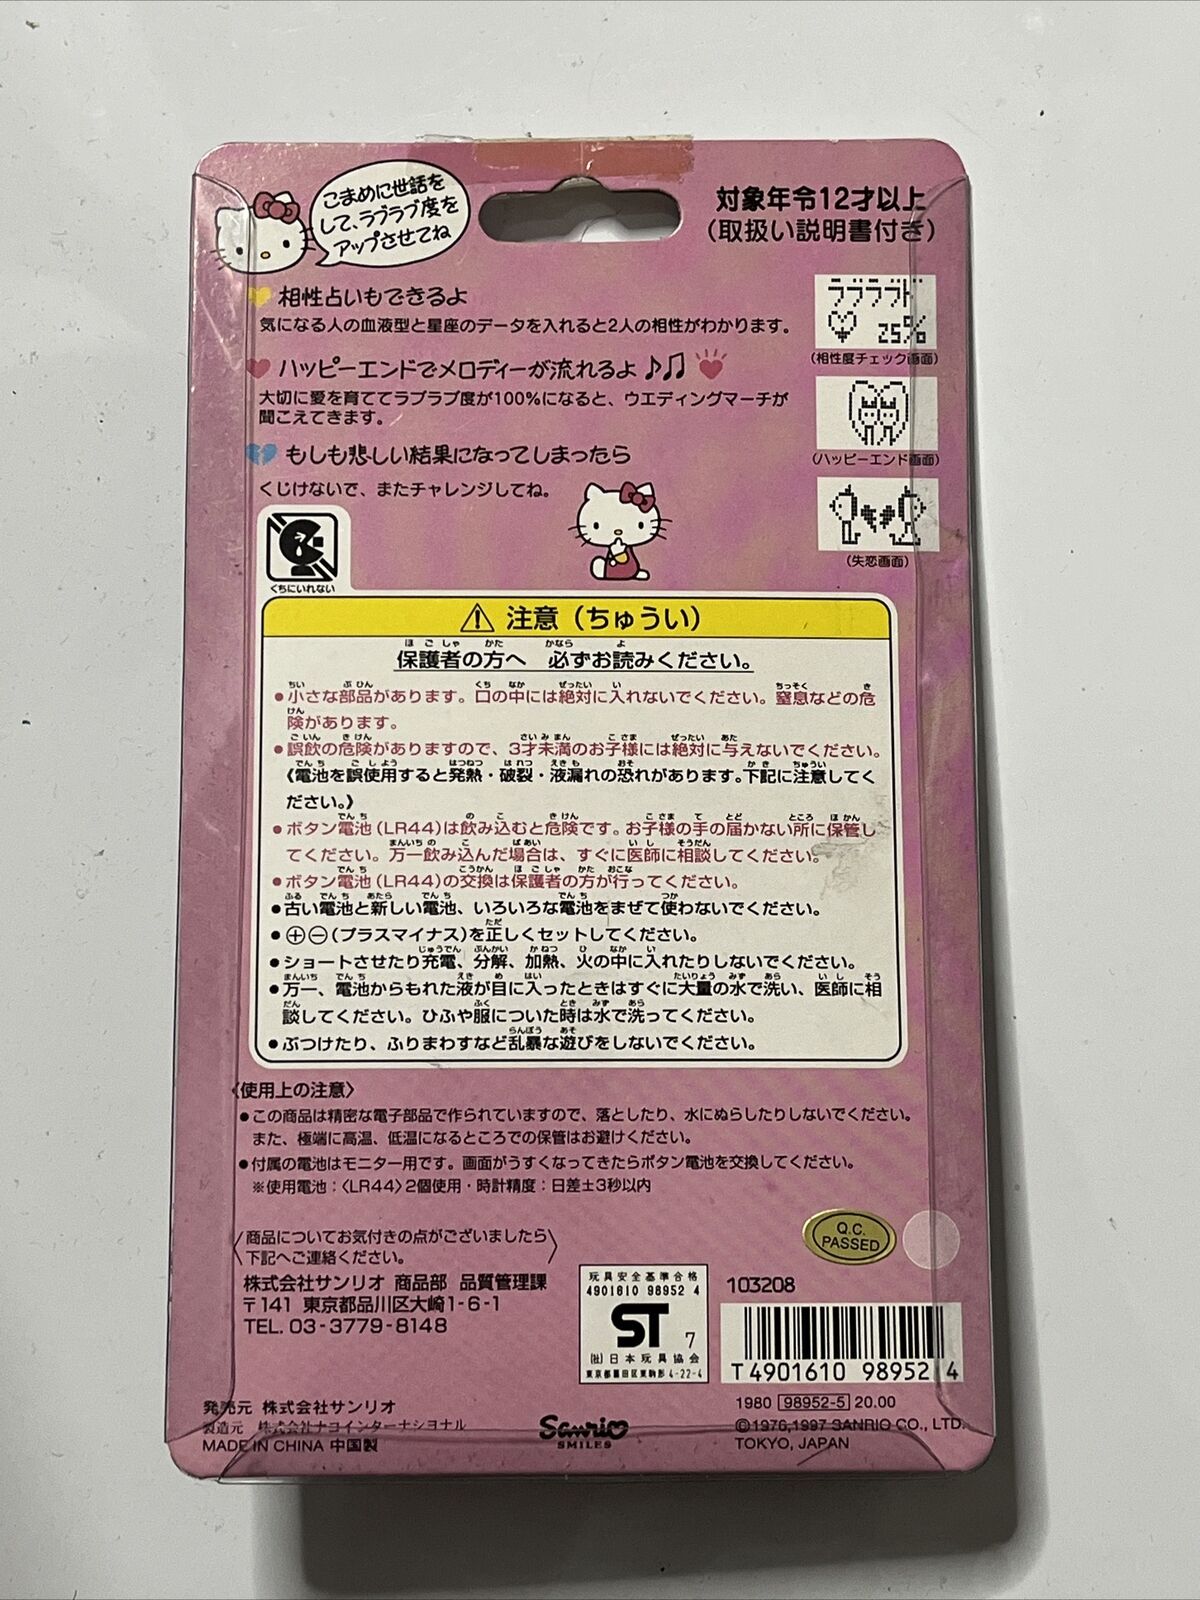 こまめに世話を
して、ラブラブ度を
アップさせてね
対象年令12才以上
(取扱い説明書付き)
相性占いもできるよ
気になる人の血液型と星座のデータを入れると2人の相性がわかります。
ラブラブド
25%
(相性度チェック画面)
ハッピーエンドでメロディーが流れるよ♪♫
大切に愛を育ててラブラブ度が100%になると、ウエディングマーチが
聞こえてきます。
(ハッピーエンド画面)
もしも悲しい結果になってしまったら
くじけないで、またチャレンジしてね。
(失恋画面)
くちにいれない
⚠ 注意(ちゅうい)
保護者の方へ 必ずお読みください。
●小さな部品があります。口の中には絶対に入れないでください。窒息などの危
険があります。
●誤飲の危険がありますので、3才未満のお子様には絶対に与えないでください。
《電池を誤使用すると発熱・破裂・液漏れの恐れがあります。下記に注意してく
ださい。》
●ボタン電池(LR44)は飲み込むと危険です。お子様の手の届かない所に保管し
てください。万一飲み込んだ場合は、すぐに医師に相談してください。
●ボタン電池(LR44)の交換は保護者の方が行ってください。
●古い電池と新しい電池、いろいろな電池をまぜて使わないでください。
●⊕⊖(プラスマイナス)を正しくセットしてください。
●ショートさせたり充電、分解、加熱、火の中に入れたりしないでください。
●万一、電池からもれた液が目に入ったときはすぐに大量の水で洗い、医師に相
談してください。ひふや服についた時は水で洗ってください。
●ぶつけたり、ふりまわすなど乱暴な遊びをしないでください。
〈使用上の注意〉
●この商品は精密な電子部品で作られていますので、落としたり、水にぬらしたりしないでください。
また、極端に高温、低温になるところでの保管はお避けください。
●付属の電池はモニター用です。画面がうすくなってきたらボタン電池を交換してください。
※使用電池:〈LR44〉2個使用・時計精度:日差±3秒以内
商品についてお気付きの点がございましたら
下記へご連絡ください。
株式会社サンリオ 商品部 品質管理課
〒141 東京都品川区大崎1-6-1
TEL. 03-3779-8148
Q.C.
PASSED
玩具安全基準合格
4901610 98952 4
ST 7
(社)日本玩具協会
東京都墨田区東駒形4-22-4
103208
T4901610 98952 4
1980 98952-5 20.00
©1976,1997 SANRIO CO., LTD.
TOKYO, JAPAN
発売元 株式会社サンリオ
製造元 株式会社ナコインターナショナル
MADE IN CHINA 中国製
Sanrio
SMILES